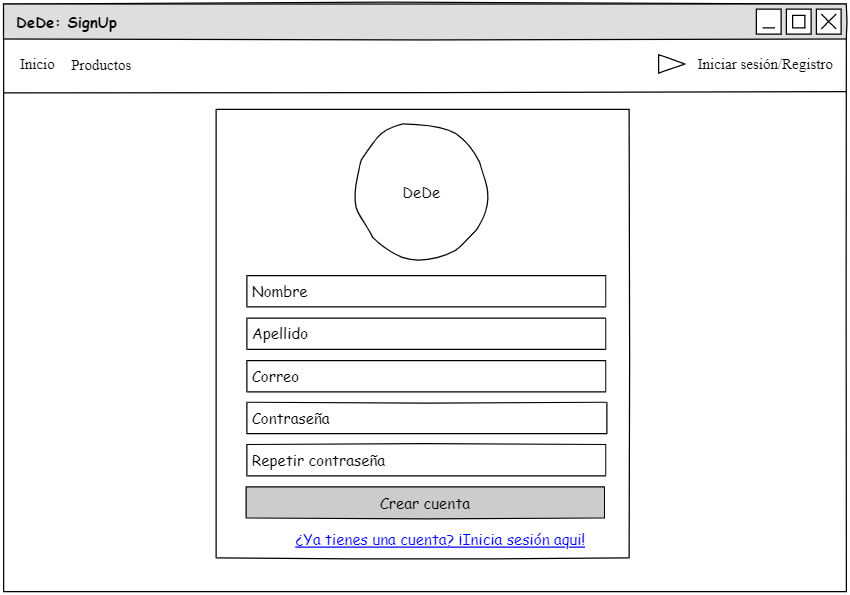 DeDe: SignUp
Inicio Productos Iniciar sesión/Registro
DeDe
Nombre
Apellido
Correo
Contraseña
Repetir contraseña
Crear cuenta
¿Ya tienes una cuenta? ¡Inicia sesión aqui!